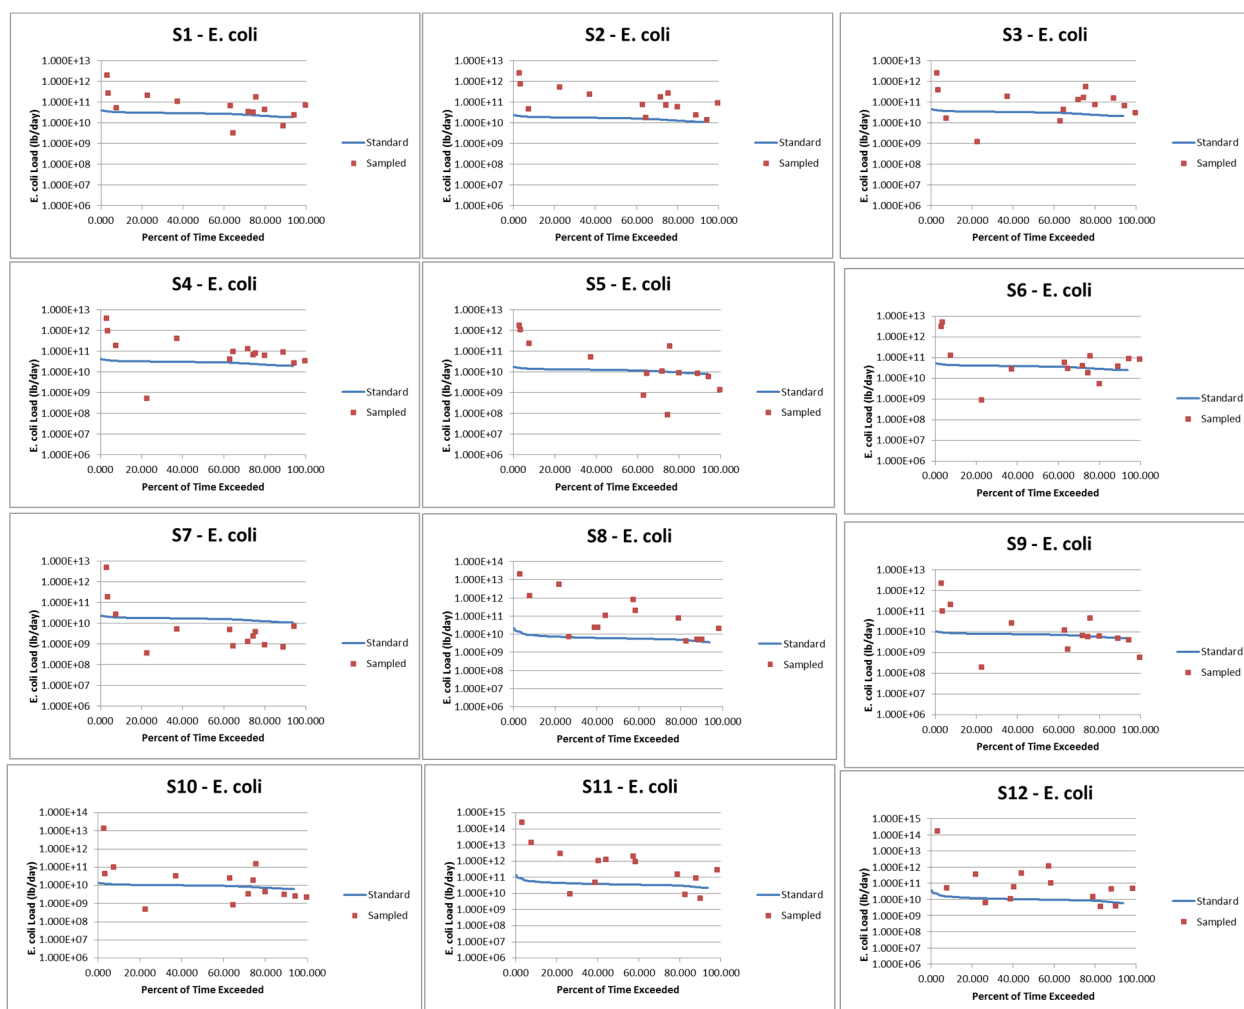 S1 - E. coli
E. coli Load (lb/day)
1.000E+13
1.000E+12
1.000E+11
1.000E+10
1.000E+09
1.000E+08
1.000E+07
1.000E+06
0.000 20.000 40.000 60.000 80.000 100.000
Percent of Time Exceeded
Standard
Sampled
S2 - E. coli
E. coli Load (lb/day)
1.000E+13
1.000E+12
1.000E+11
1.000E+10
1.000E+09
1.000E+08
1.000E+07
1.000E+06
0.000 20.000 40.000 60.000 80.000 100.000
Percent of Time Exceeded
Standard
Sampled
S3 - E. coli
E. coli Load (lb/day)
1.000E+13
1.000E+12
1.000E+11
1.000E+10
1.000E+09
1.000E+08
1.000E+07
1.000E+06
0.000 20.000 40.000 60.000 80.000 100.000
Percent of Time Exceeded
Standard
Sampled
S4 - E. coli
E. coli Load (lb/day)
1.000E+13
1.000E+12
1.000E+11
1.000E+10
1.000E+09
1.000E+08
1.000E+07
1.000E+06
0.000 20.000 40.000 60.000 80.000 100.000
Percent of Time Exceeded
Standard
Sampled
S5 - E. coli
E. coli Load (lb/day)
1.000E+13
1.000E+12
1.000E+11
1.000E+10
1.000E+09
1.000E+08
1.000E+07
1.000E+06
0.000 20.000 40.000 60.000 80.000 100.000
Percent of Time Exceeded
Standard
Sampled
S6 - E. coli
E. coli Load (lb/day)
1.000E+13
1.000E+12
1.000E+11
1.000E+10
1.000E+09
1.000E+08
1.000E+07
1.000E+06
0.000 20.000 40.000 60.000 80.000 100.000
Percent of Time Exceeded
Standard
Sampled
S7 - E. coli
E. coli Load (lb/day)
1.000E+13
1.000E+12
1.000E+11
1.000E+10
1.000E+09
1.000E+08
1.000E+07
1.000E+06
0.000 20.000 40.000 60.000 80.000 100.000
Percent of Time Exceeded
Standard
Sampled
S8 - E. coli
E. coli Load (lb/day)
1.000E+14
1.000E+13
1.000E+12
1.000E+11
1.000E+10
1.000E+09
1.000E+08
1.000E+07
1.000E+06
0.000 20.000 40.000 60.000 80.000 100.000
Percent of Time Exceeded
Standard
Sampled
S9 - E. coli
E. coli Load (lb/day)
1.000E+13
1.000E+12
1.000E+11
1.000E+10
1.000E+09
1.000E+08
1.000E+07
1.000E+06
0.000 20.000 40.000 60.000 80.000 100.000
Percent of Time Exceeded
Standard
Sampled
S10 - E. coli
E. coli Load (lb/day)
1.000E+14
1.000E+13
1.000E+12
1.000E+11
1.000E+10
1.000E+09
1.000E+08
1.000E+07
1.000E+06
0.000 20.000 40.000 60.000 80.000 100.000
Percent of Time Exceeded
Standard
Sampled
S11 - E. coli
E. coli Load (lb/day)
1.000E+15
1.000E+14
1.000E+13
1.000E+12
1.000E+11
1.000E+10
1.000E+09
1.000E+08
1.000E+07
1.000E+06
0.000 20.000 40.000 60.000 80.000 100.000
Percent of Time Exceeded
Standard
Sampled
S12 - E. coli
E. coli Load (lb/day)
1.000E+15
1.000E+14
1.000E+13
1.000E+12
1.000E+11
1.000E+10
1.000E+09
1.000E+08
1.000E+07
1.000E+06
0.000 20.000 40.000 60.000 80.000 100.000
Percent of Time Exceeded
Standard
Sampled